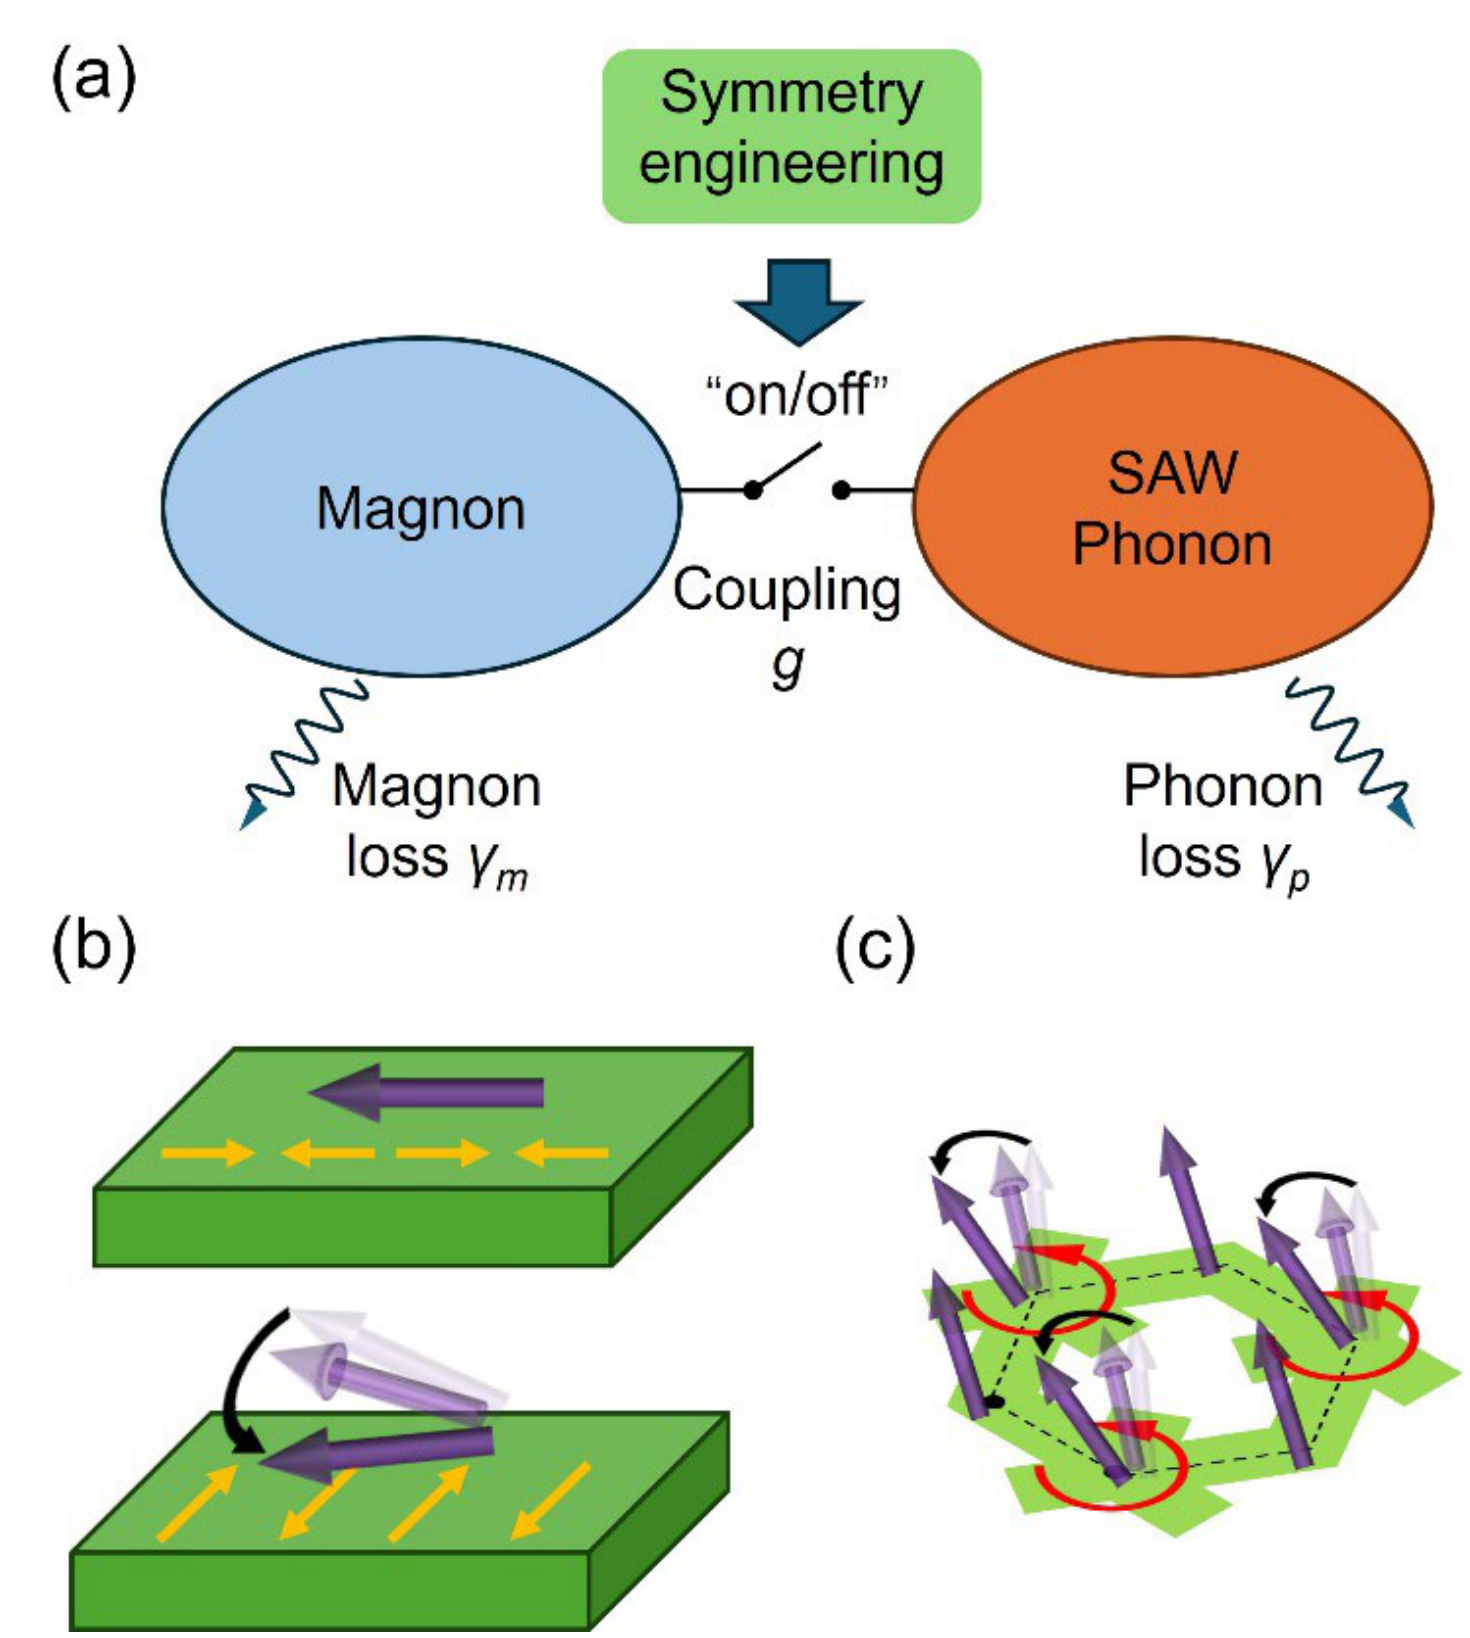 (a)
Symmetry
engineering
“on/off”
Magnon
SAW
Phonon
Coupling
g
Magnon
loss γm
Phonon
loss γp
(b)
(c)